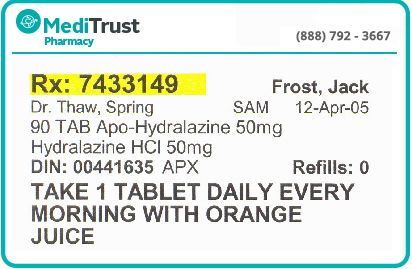 MediTrust
Pharmacy
(888) 792 - 3667
Rx: 7433149 Frost, Jack
Dr. Thaw, Spring SAM 12-Apr-05
90 TAB Apo-Hydralazine 50mg
Hydralazine HCl 50mg
DIN: 00441635 APX Refills: 0
TAKE 1 TABLET DAILY EVERY
MORNING WITH ORANGE
JUICE